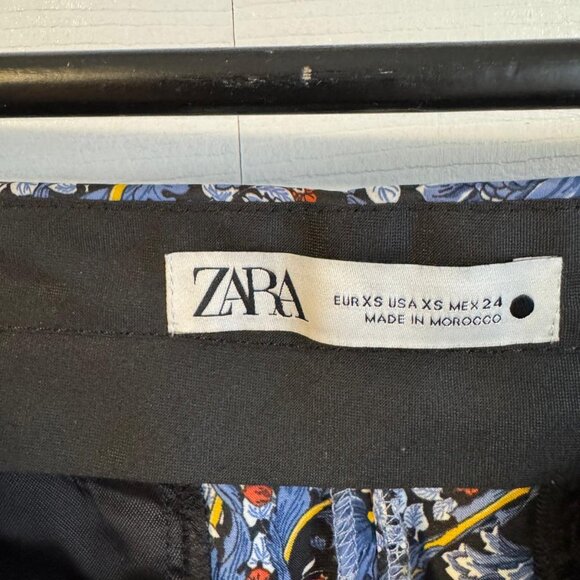 ZARA
EUR XS USA XS MEX 24
MADE IN MOROCCO